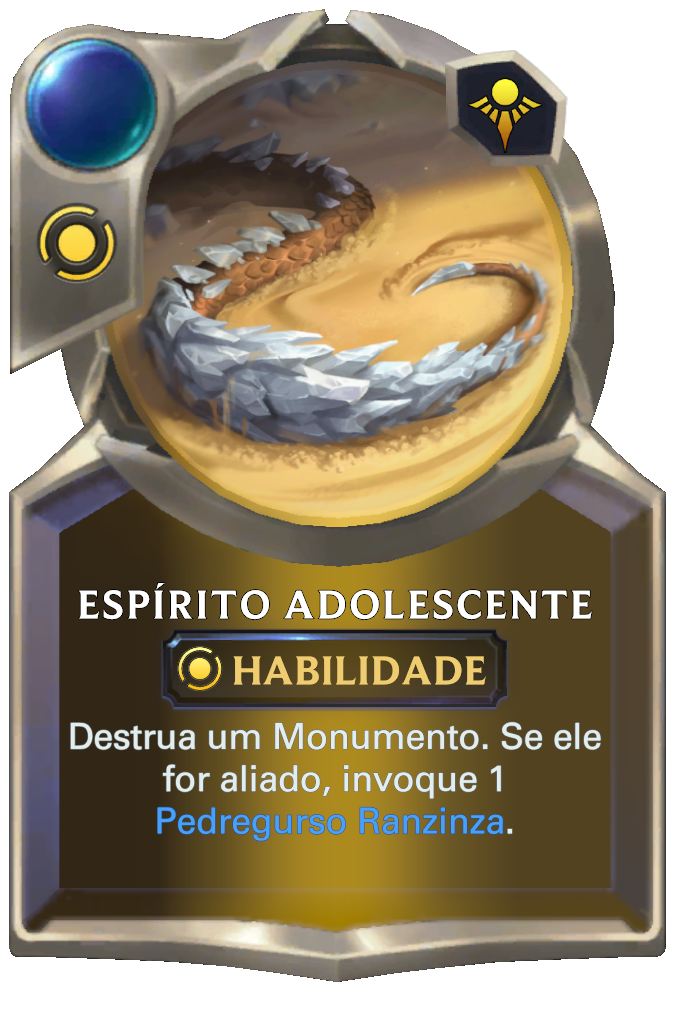 ESPÍRITO ADOLESCENTE
HABILIDADE
Destrua um Monumento. Se ele
for aliado, invoque 1
Pedregurso Ranzinza.